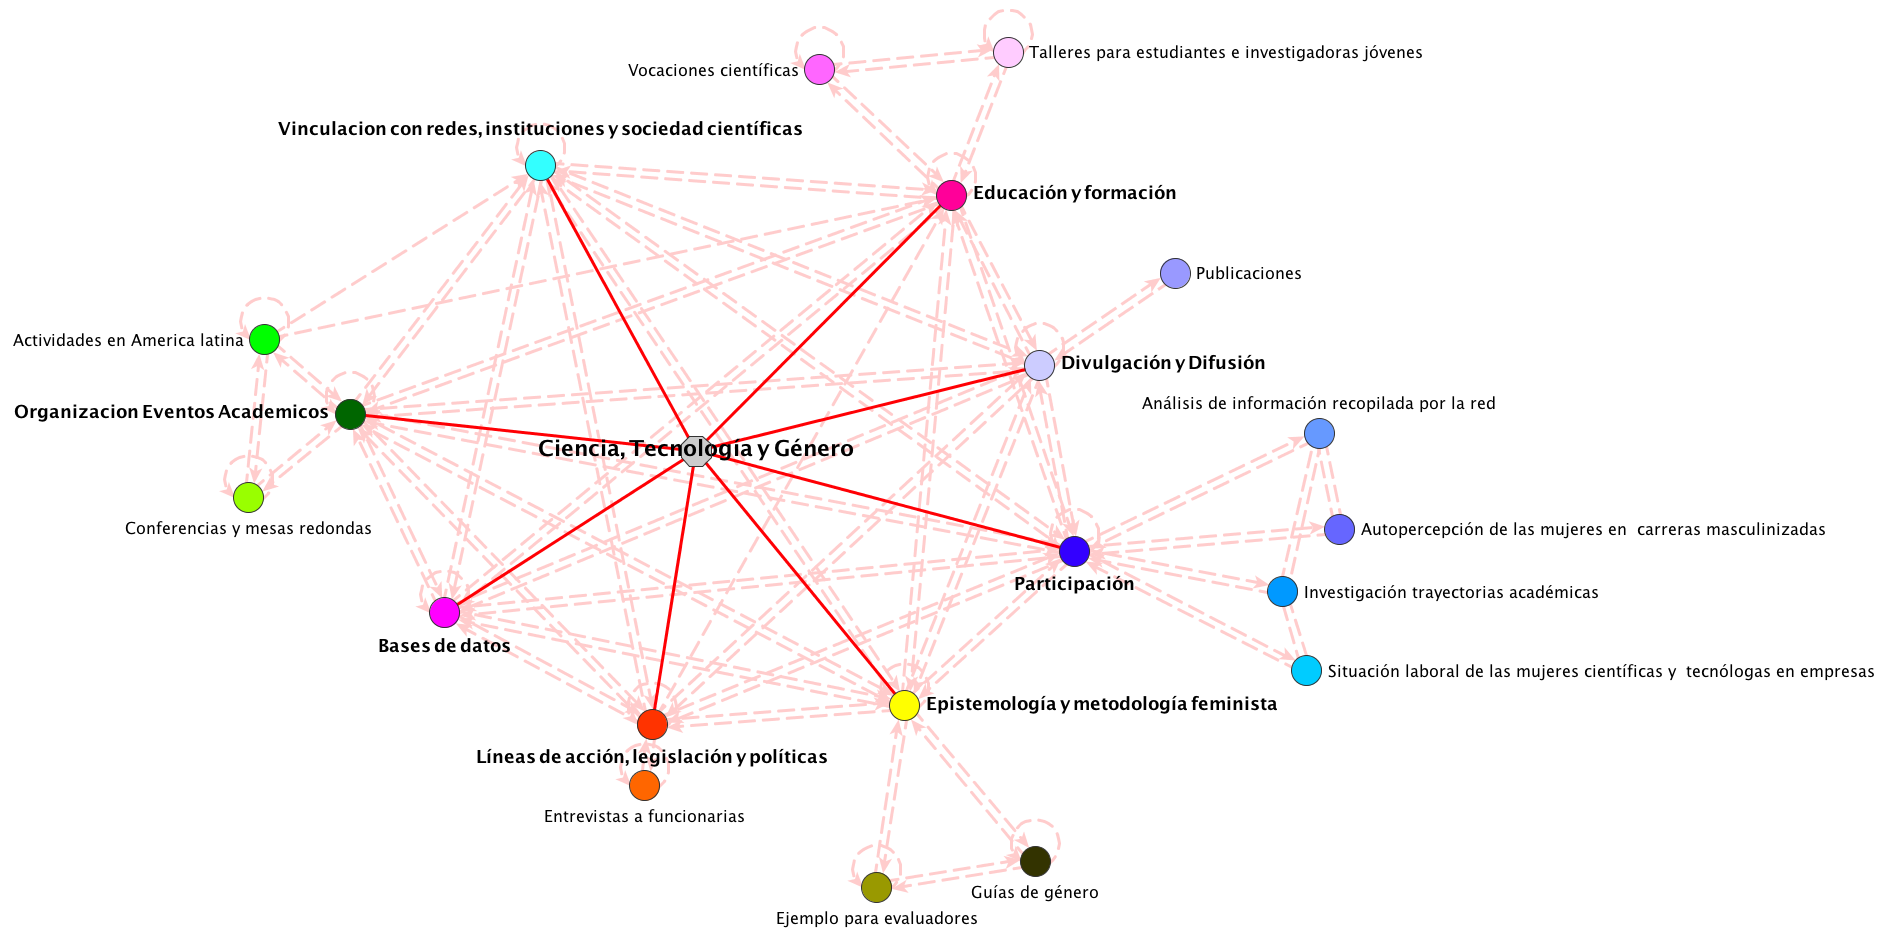 Talleres para estudiantes e investigadoras jóvenes
Vocaciones científicas
Vinculacion con redes, instituciones y sociedad científicas
Educación y formación
Publicaciones
Actividades en America latina
Divulgación y Difusión
Análisis de información recopilada por la red
Organizacion Eventos Academicos
Ciencia, Tecnología y Género
Conferencias y mesas redondas
Autopercepción de las mujeres en  carreras masculinizadas
Participación
Investigación trayectorias académicas
Bases de datos
Situación laboral de las mujeres científicas y  tecnólogas en empresas
Epistemología y metodología feminista
Líneas de acción, legislación y políticas
Entrevistas a funcionarias
Guías de género
Ejemplo para evaluadores